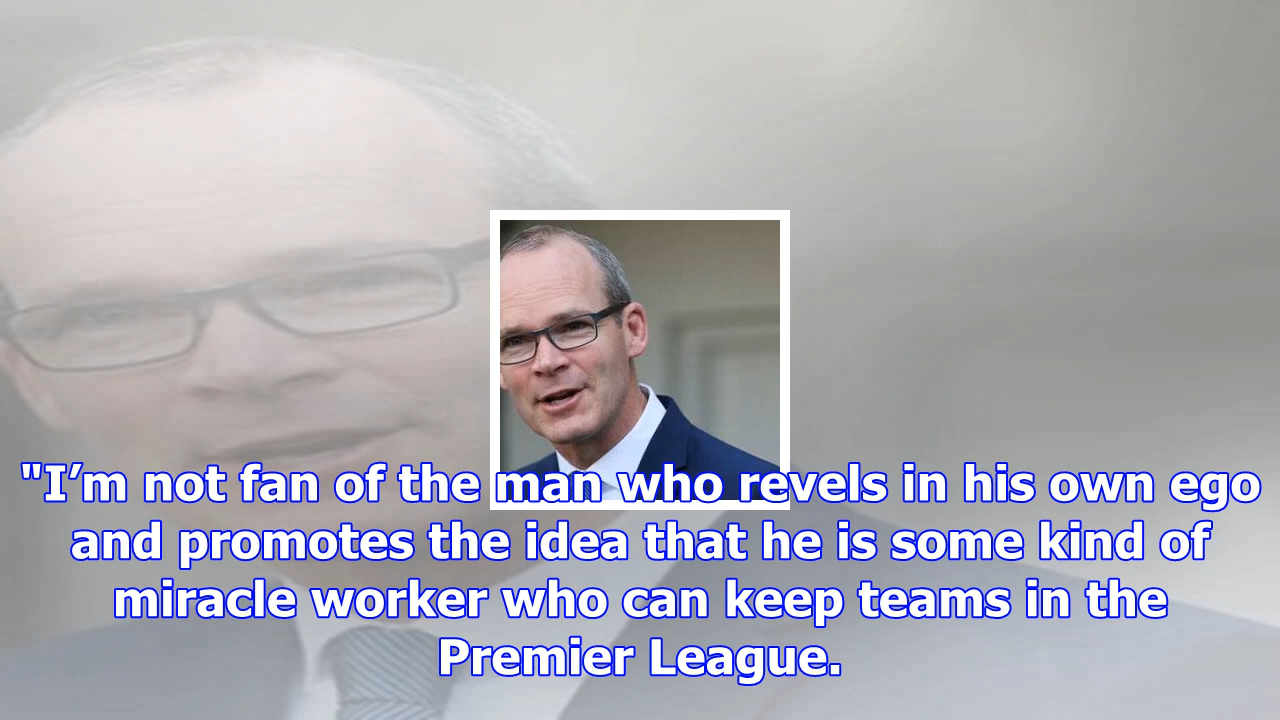 "I’m not fan of the man who revels in his own ego
and promotes the idea that he is some kind of
miracle worker who can keep teams in the
Premier League.